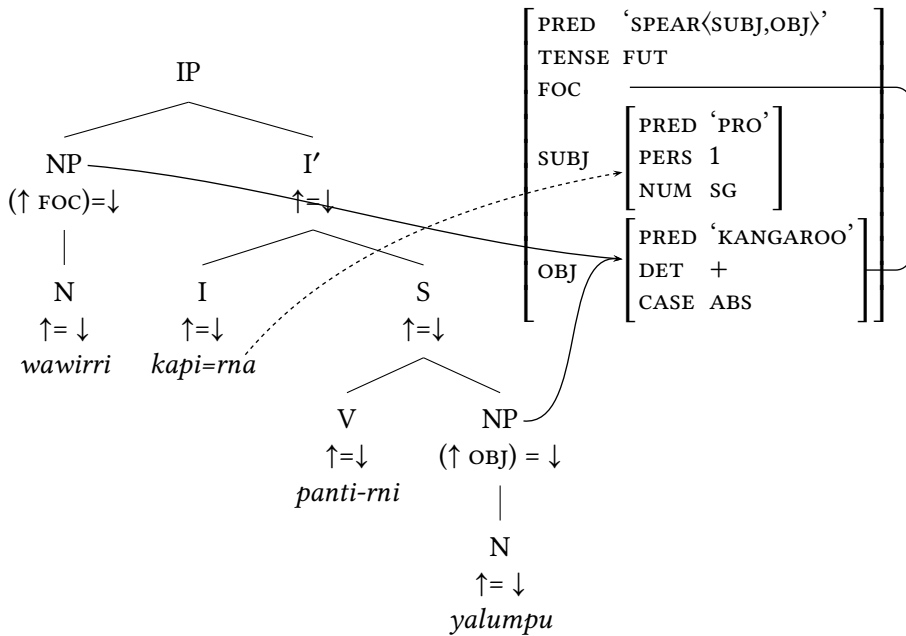 IP
NP
(↑ FOC)=↓
N
↑= ↓
wawirri
I′
↑=↓
I
↑=↓
kapi=rna
S
↑=↓
V
↑=↓
panti-rni
NP
(↑ OBJ) = ↓
N
↑= ↓
yalumpu
PRED ‘SPEAR⟨SUBJ,OBJ⟩’
TENSE FUT
FOC
SUBJ
PRED ‘PRO’
PERS 1
NUM SG
OBJ
PRED ‘KANGAROO’
DET +
CASE ABS